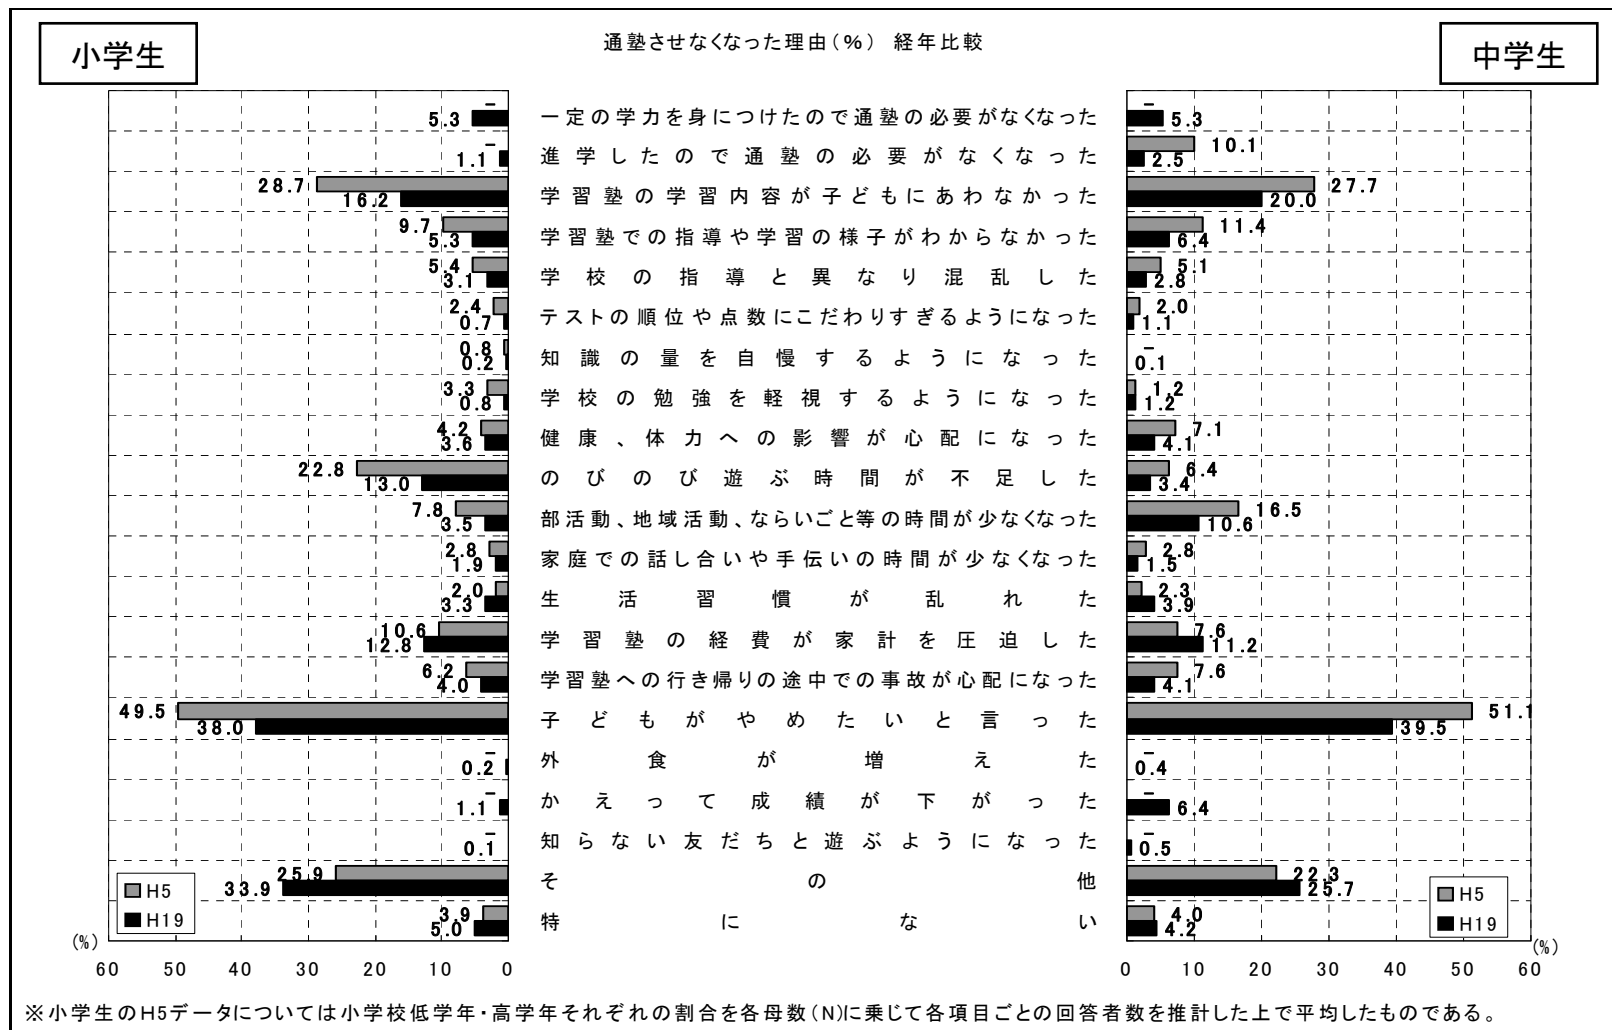 通塾させなくなった理由(%) 経年比較
小学生
中学生
– 5.3 一定の学力を身につけたので通塾の必要がなくなった – 5.3
– 1.1 進学したので通塾の必要がなくなった 10.1 2.5
28.7 16.2 学習塾の学習内容が子どもにあわなかった 27.7 20.0
9.7 5.3 学習塾での指導や学習の様子がわからなかった 11.4 6.4
5.4 3.1 学校の指導と異なり混乱した 5.1 2.8
2.4 0.7 テストの順位や点数にこだわりすぎるようになった 2.0 1.1
0.8 0.2 知識の量を自慢するようになった – 0.1
3.3 0.8 学校の勉強を軽視するようになった 1.2 1.2
4.2 3.6 健康、体力への影響が心配になった 7.1 4.1
22.8 13.0 のびのび遊ぶ時間が不足した 6.4 3.4
7.8 3.5 部活動、地域活動、ならいごと等の時間が少なくなった 16.5 10.6
2.8 1.9 家庭での話し合いや手伝いの時間が少なくなった 2.8 1.5
2.0 3.3 生活習慣が乱れた 2.3 3.9
10.6 12.8 学習塾の経費が家計を圧迫した 7.6 11.2
6.2 4.0 学習塾への行き帰りの途中での事故が心配になった 7.6 4.1
49.5 38.0 子どもがやめたいと言った 51.1 39.5
– 0.2 外食が増えた – 0.4
– 1.1 かえって成績が下がった – 6.4
– 0.1 知らない友だちと遊ぶようになった – 0.5
25.9 33.9 その他 22.3 25.7
3.9 5.0 特にない 4.0 4.2
H5
H19
H5
H19
(%)
(%)
60 50 40 30 20 10 0
0 10 20 30 40 50 60
※小学生のH5データについては小学校低学年・高学年それぞれの割合を各母数(N)に乗じて各項目ごとの回答者数を推計した上で平均したものである。